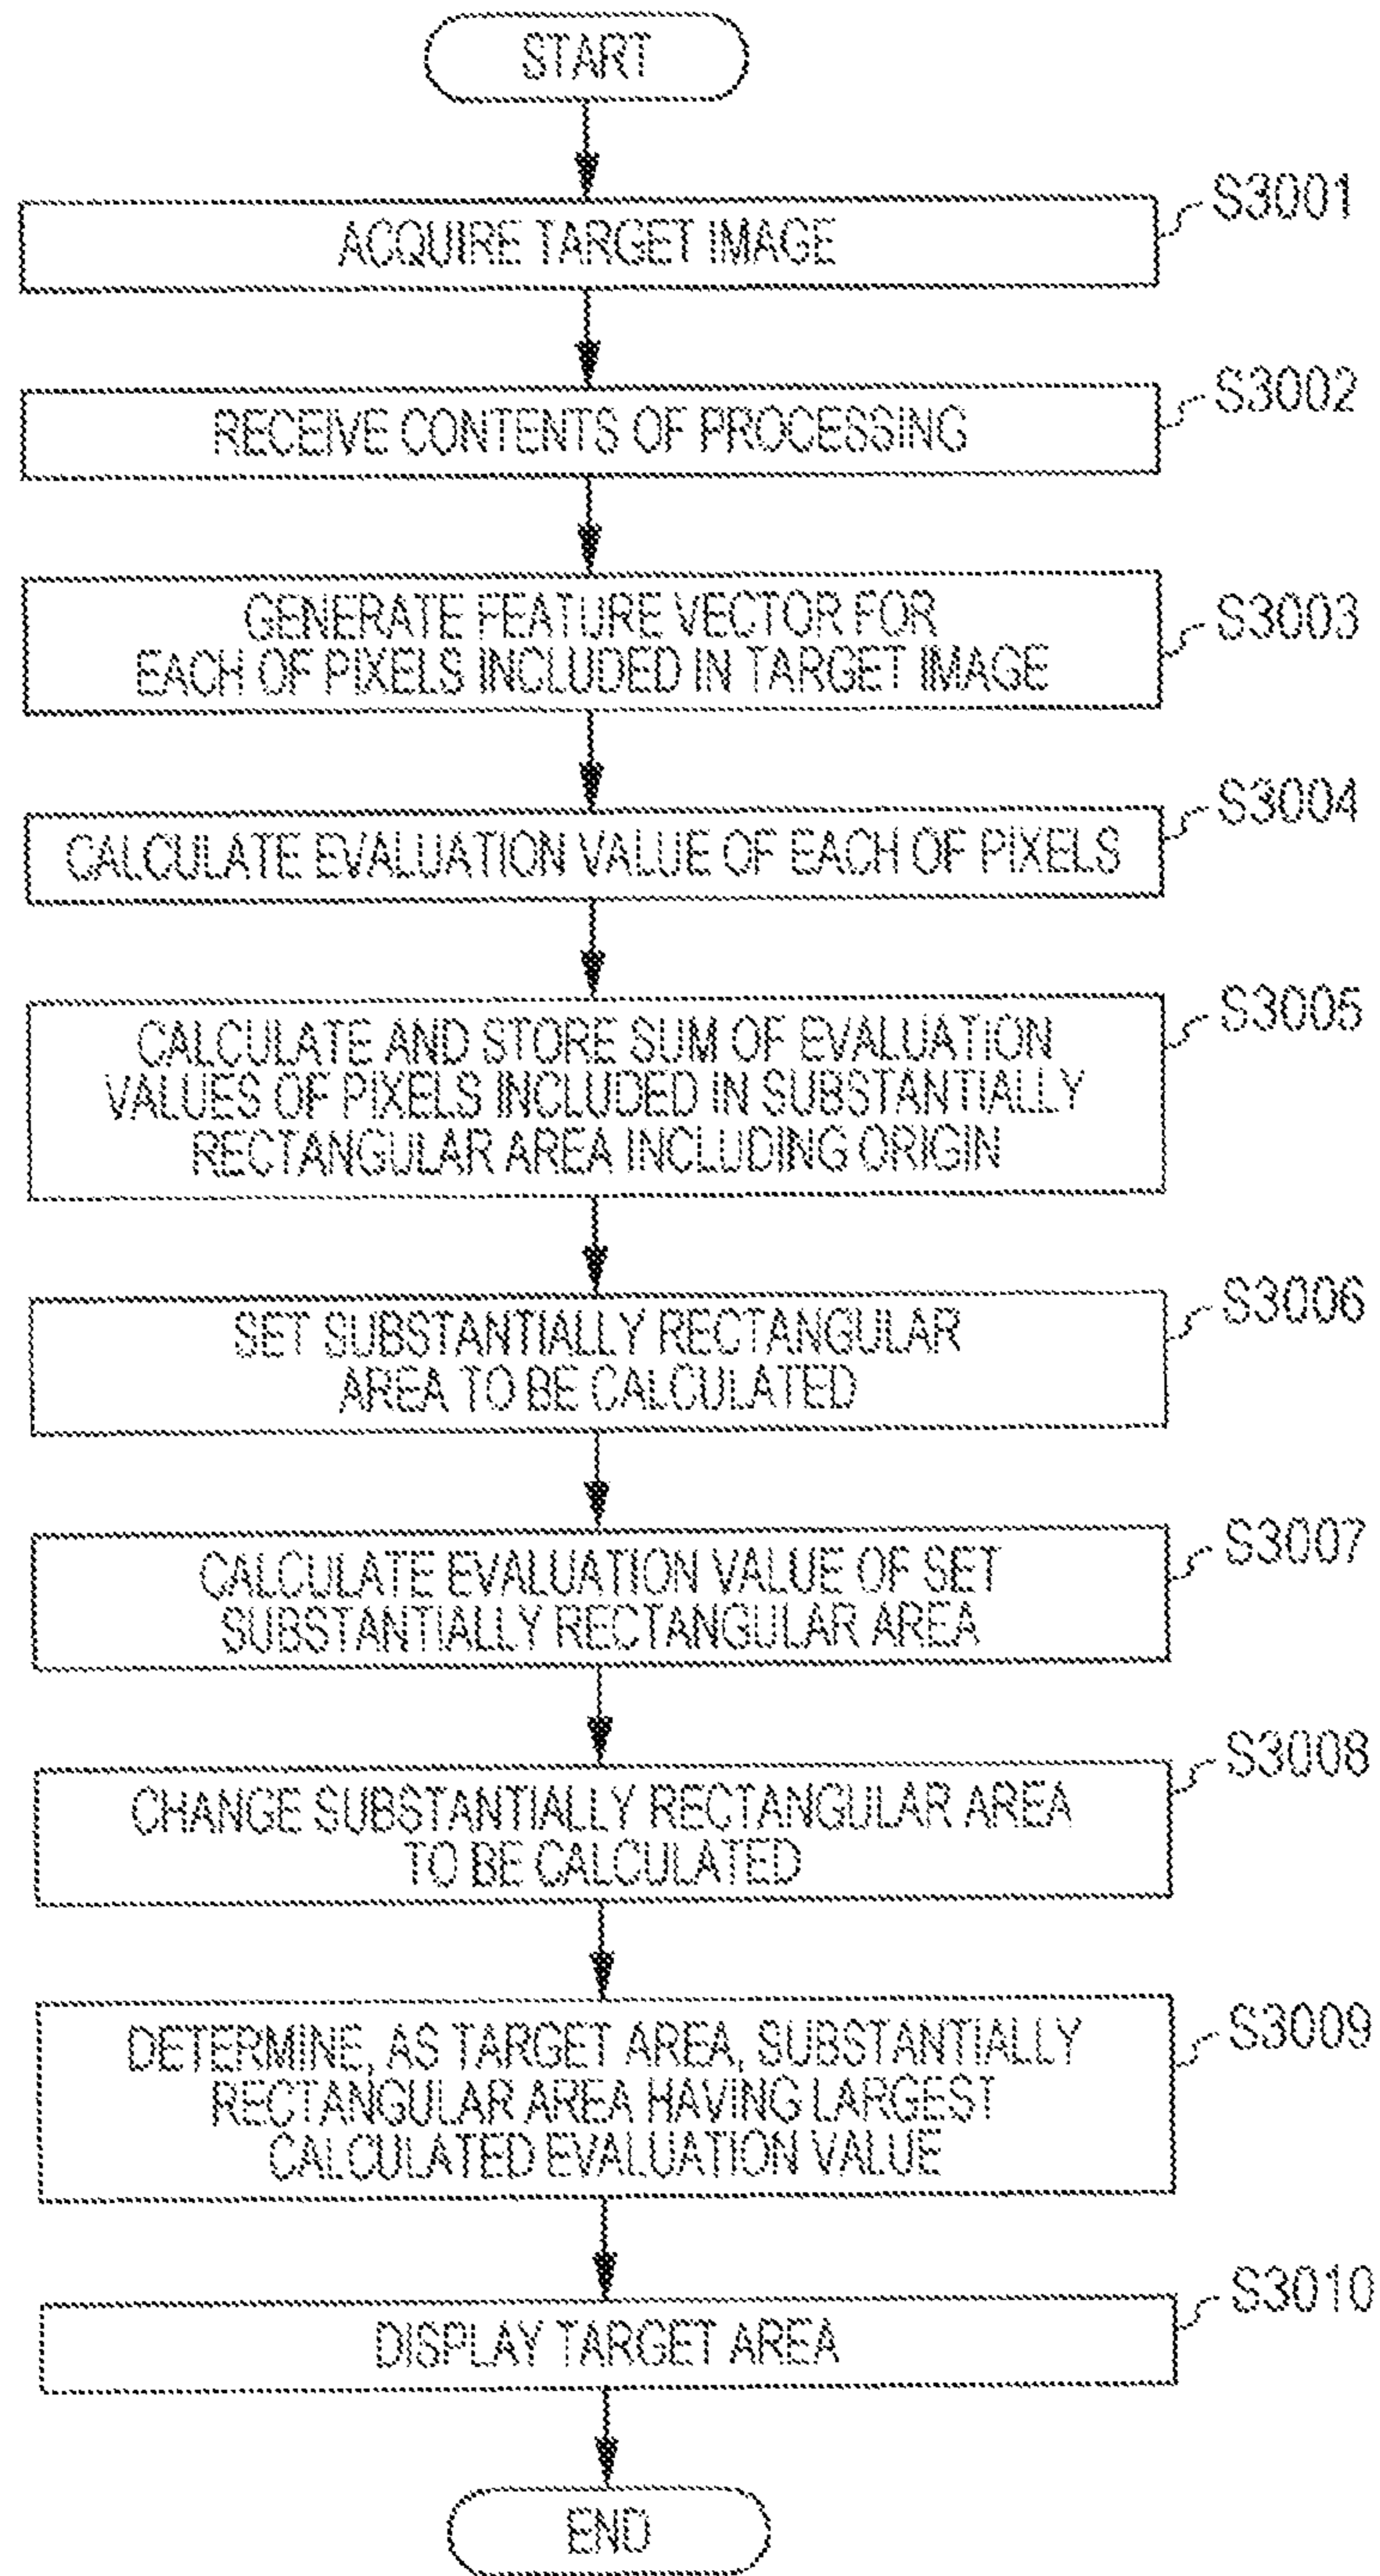 START
S3001
ACQUIRE TARGET IMAGE
S3002
RECEIVE CONTENTS OF PROCESSING
S3003
GENERATE FEATURE VECTOR FOR
EACH OF PIXELS INCLUDED IN TARGET IMAGE
S3004
CALCULATE EVALUATION VALUE OF EACH OF PIXELS
S3005
CALCULATE AND STORE SUM OF EVALUATION
VALUES OF PIXELS INCLUDED IN SUBSTANTIALLY
RECTANGULAR AREA INCLUDING ORIGIN
S3006
SET SUBSTANTIALLY RECTANGULAR
AREA TO BE CALCULATED
S3007
CALCULATE EVALUATION VALUE OF SET
SUBSTANTIALLY RECTANGULAR AREA
S3008
CHANGE SUBSTANTIALLY RECTANGULAR AREA
TO BE CALCULATED
S3009
DETERMINE, AS TARGET AREA, SUBSTANTIALLY
RECTANGULAR AREA HAVING LARGEST
CALCULATED EVALUATION VALUE
S3010
DISPLAY TARGET AREA
END